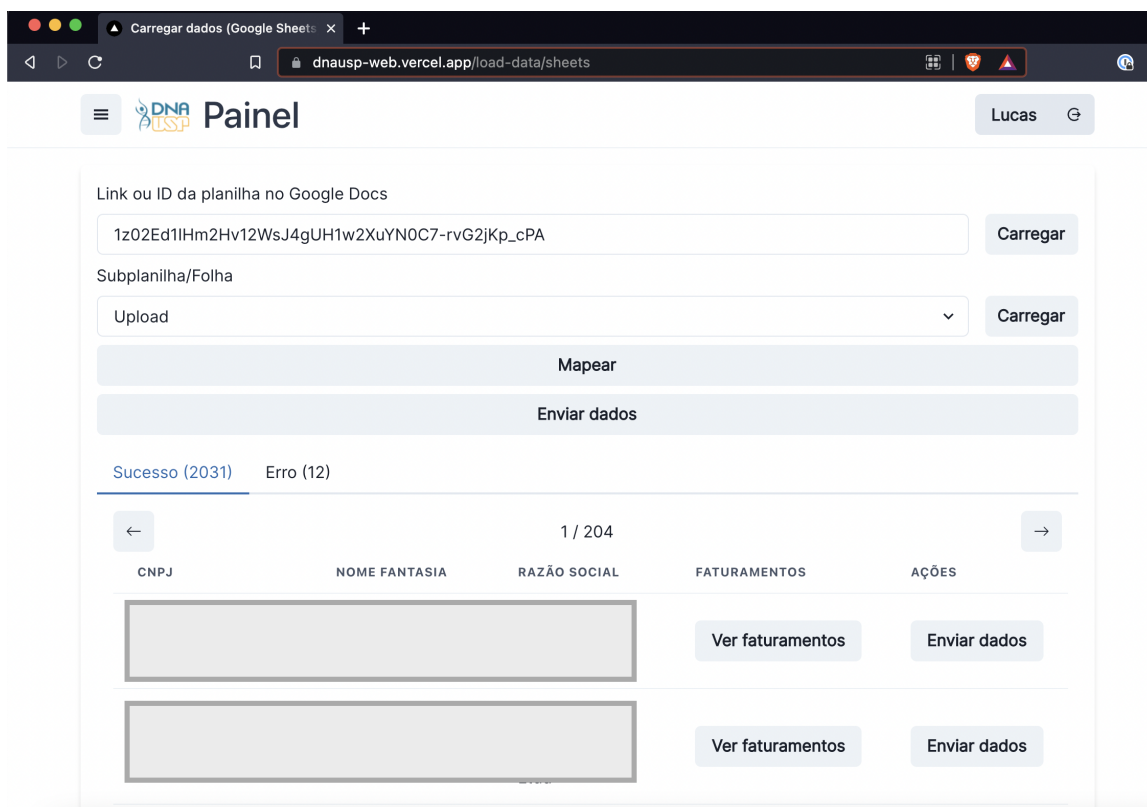 Carregar dados (Google Sheets
dnausp-web.vercel.app/load-data/sheets
DNA
USP
Painel
Lucas
Link ou ID da planilha no Google Docs
1z02Ed1lHm2Hv12WsJ4gUH1w2XuYN0C7-rvG2jKp_cPA
Carregar
Subplanilha/Folha
Upload
Carregar
Mapear
Enviar dados
Sucesso (2031) Erro (12)
← 1 / 204 →
CNPJ NOME FANTASIA RAZÃO SOCIAL FATURAMENTOS AÇÕES
Ver faturamentos Enviar dados
Ver faturamentos Enviar dados